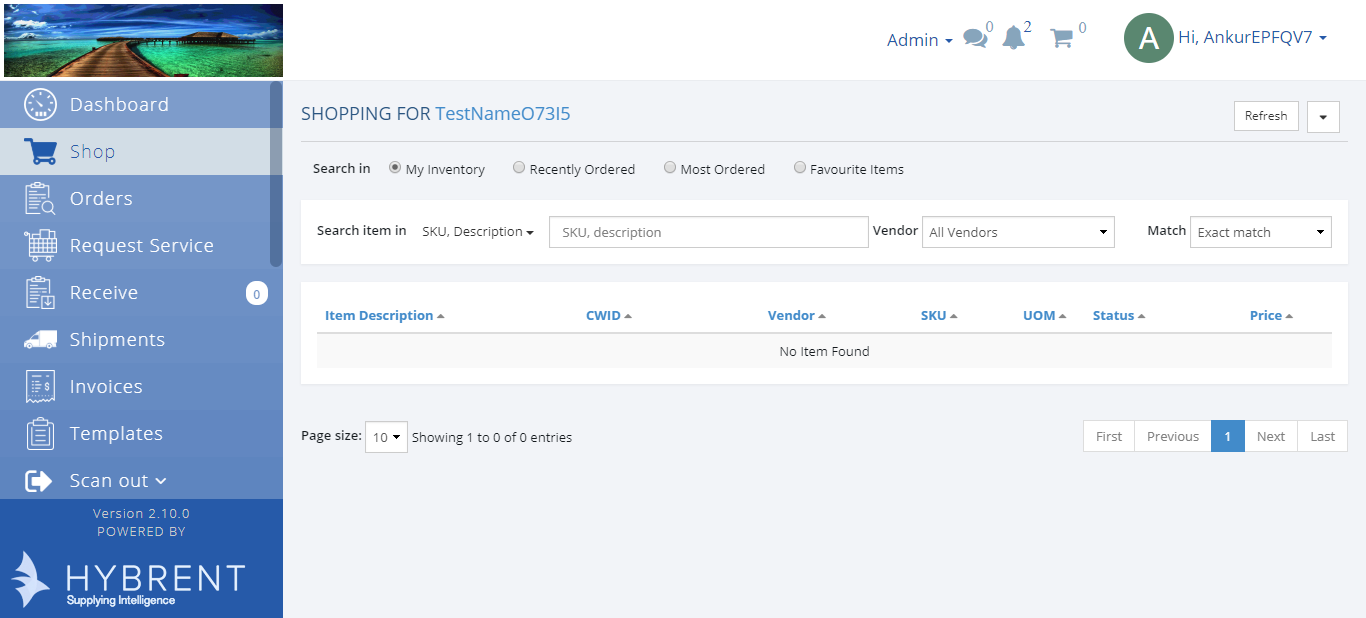 Admin 0 2 0 A Hi, AnkurEPFQV7
Dashboard
Shop
Orders
Request Service
Receive 0
Shipments
Invoices
Templates
Scan out
Version 2.10.0
POWERED BY
HYBRENT
Supplying Intelligence
SHOPPING FOR TestNameO73I5 Refresh
Search in My Inventory Recently Ordered Most Ordered Favourite Items
Search item in SKU, Description SKU, description Vendor All Vendors Match Exact match
Item Description CWID Vendor SKU UOM Status Price
No Item Found
Page size: 10 Showing 1 to 0 of 0 entries First Previous 1 Next Last